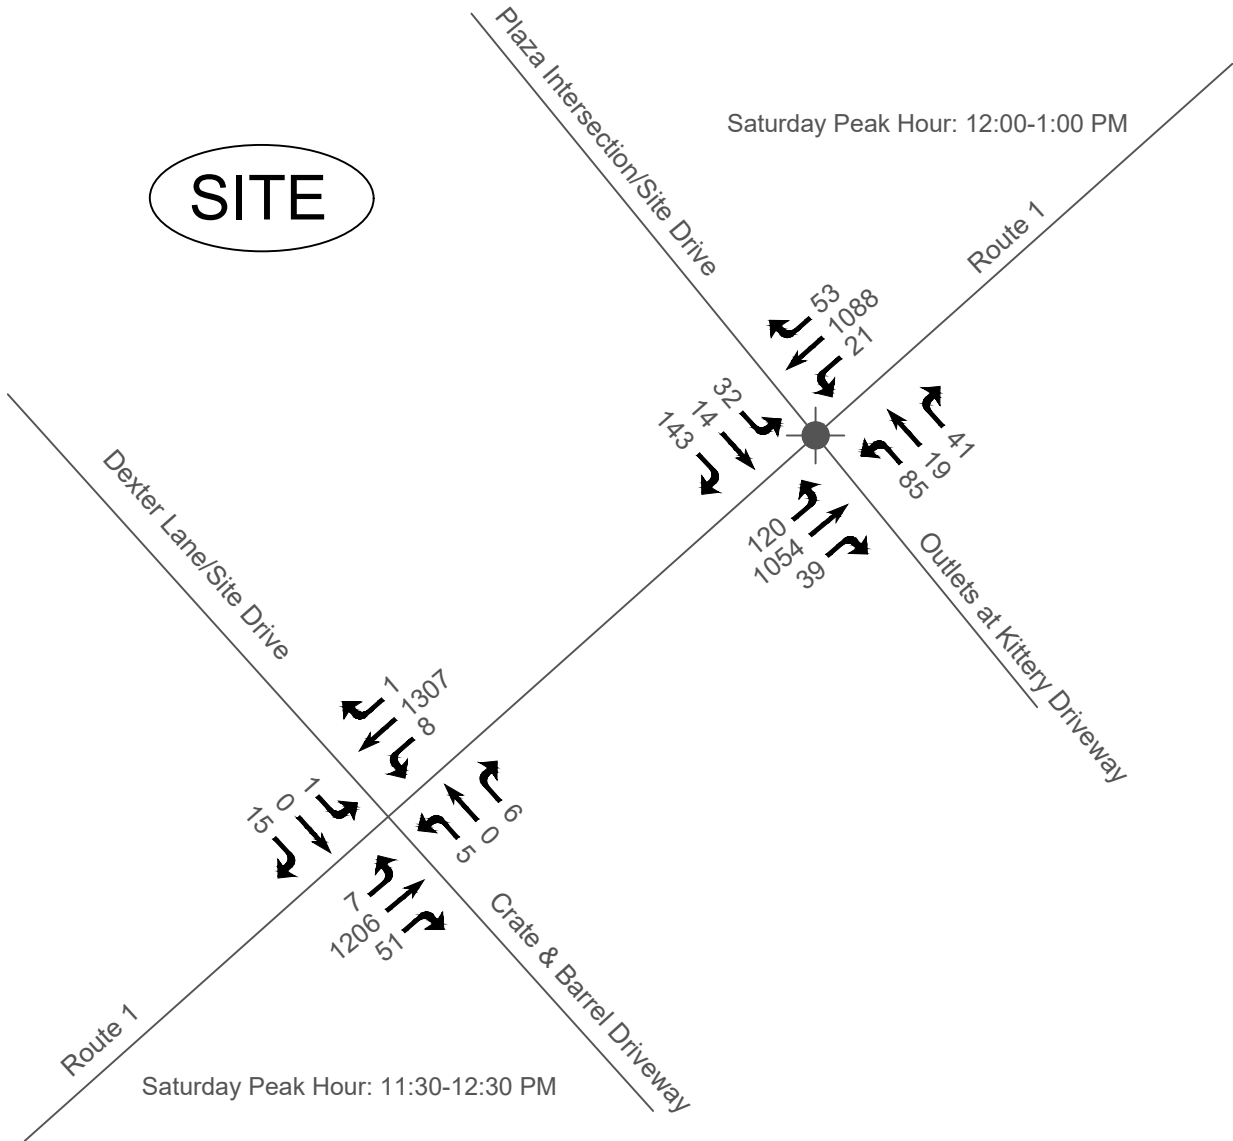 Plaza Intersection/Site Drive
Saturday Peak Hour: 12:00-1:00 PM
SITE
Route 1
53
1088
21
32
14
143
41
19
85
120
1054
39
Outlets at Kittery Driveway
Dexter Lane/Site Drive
1
1307
8
1
0
15
6
0
5
7
1206
51
Crate & Barrel Driveway
Route 1
Saturday Peak Hour: 11:30-12:30 PM